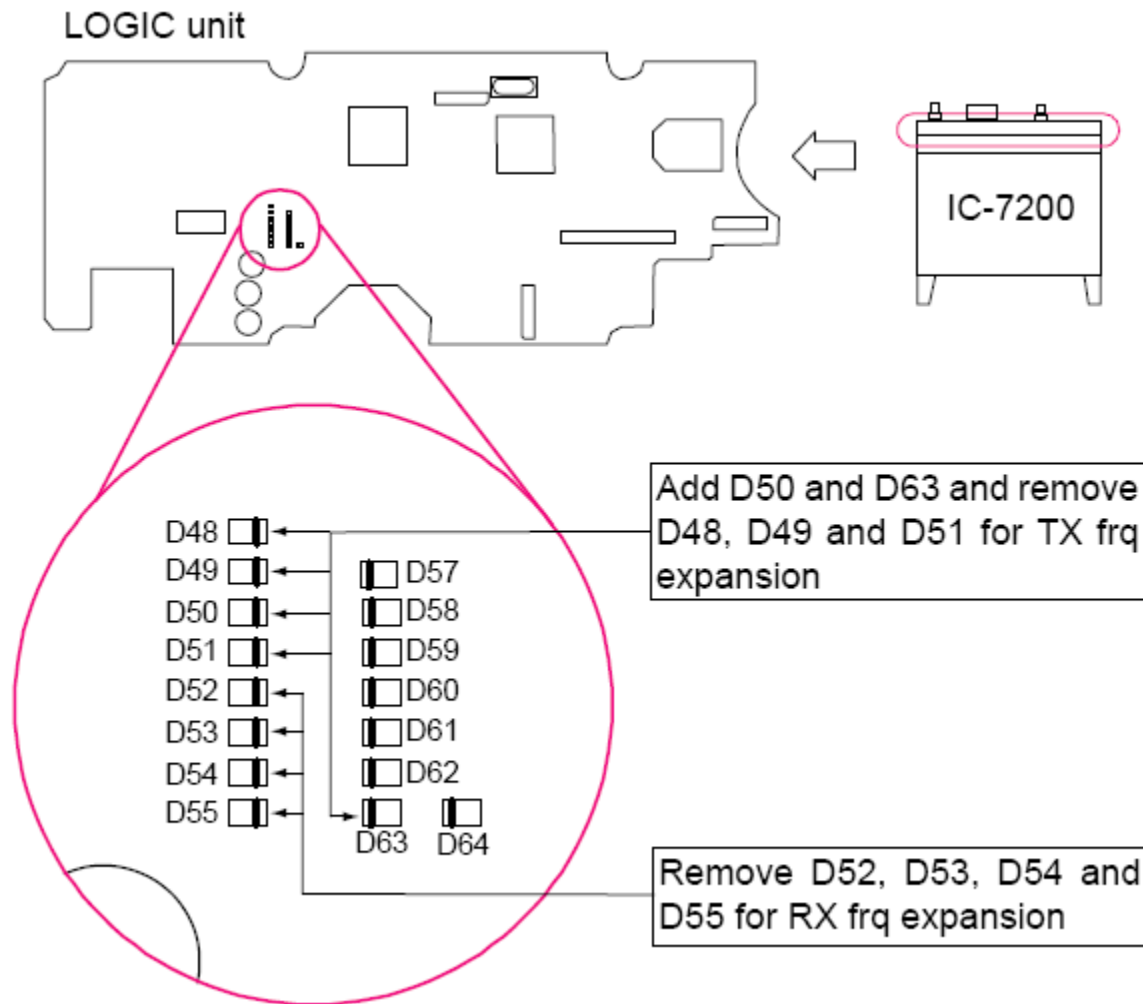 LOGIC unit
IC-7200
Add D50 and D63 and remove
D48, D49 and D51 for TX frq
expansion
D48
D49
D50
D51
D52
D53
D54
D55
D57
D58
D59
D60
D61
D62
D63
D64
Remove D52, D53, D54 and
D55 for RX frq expansion